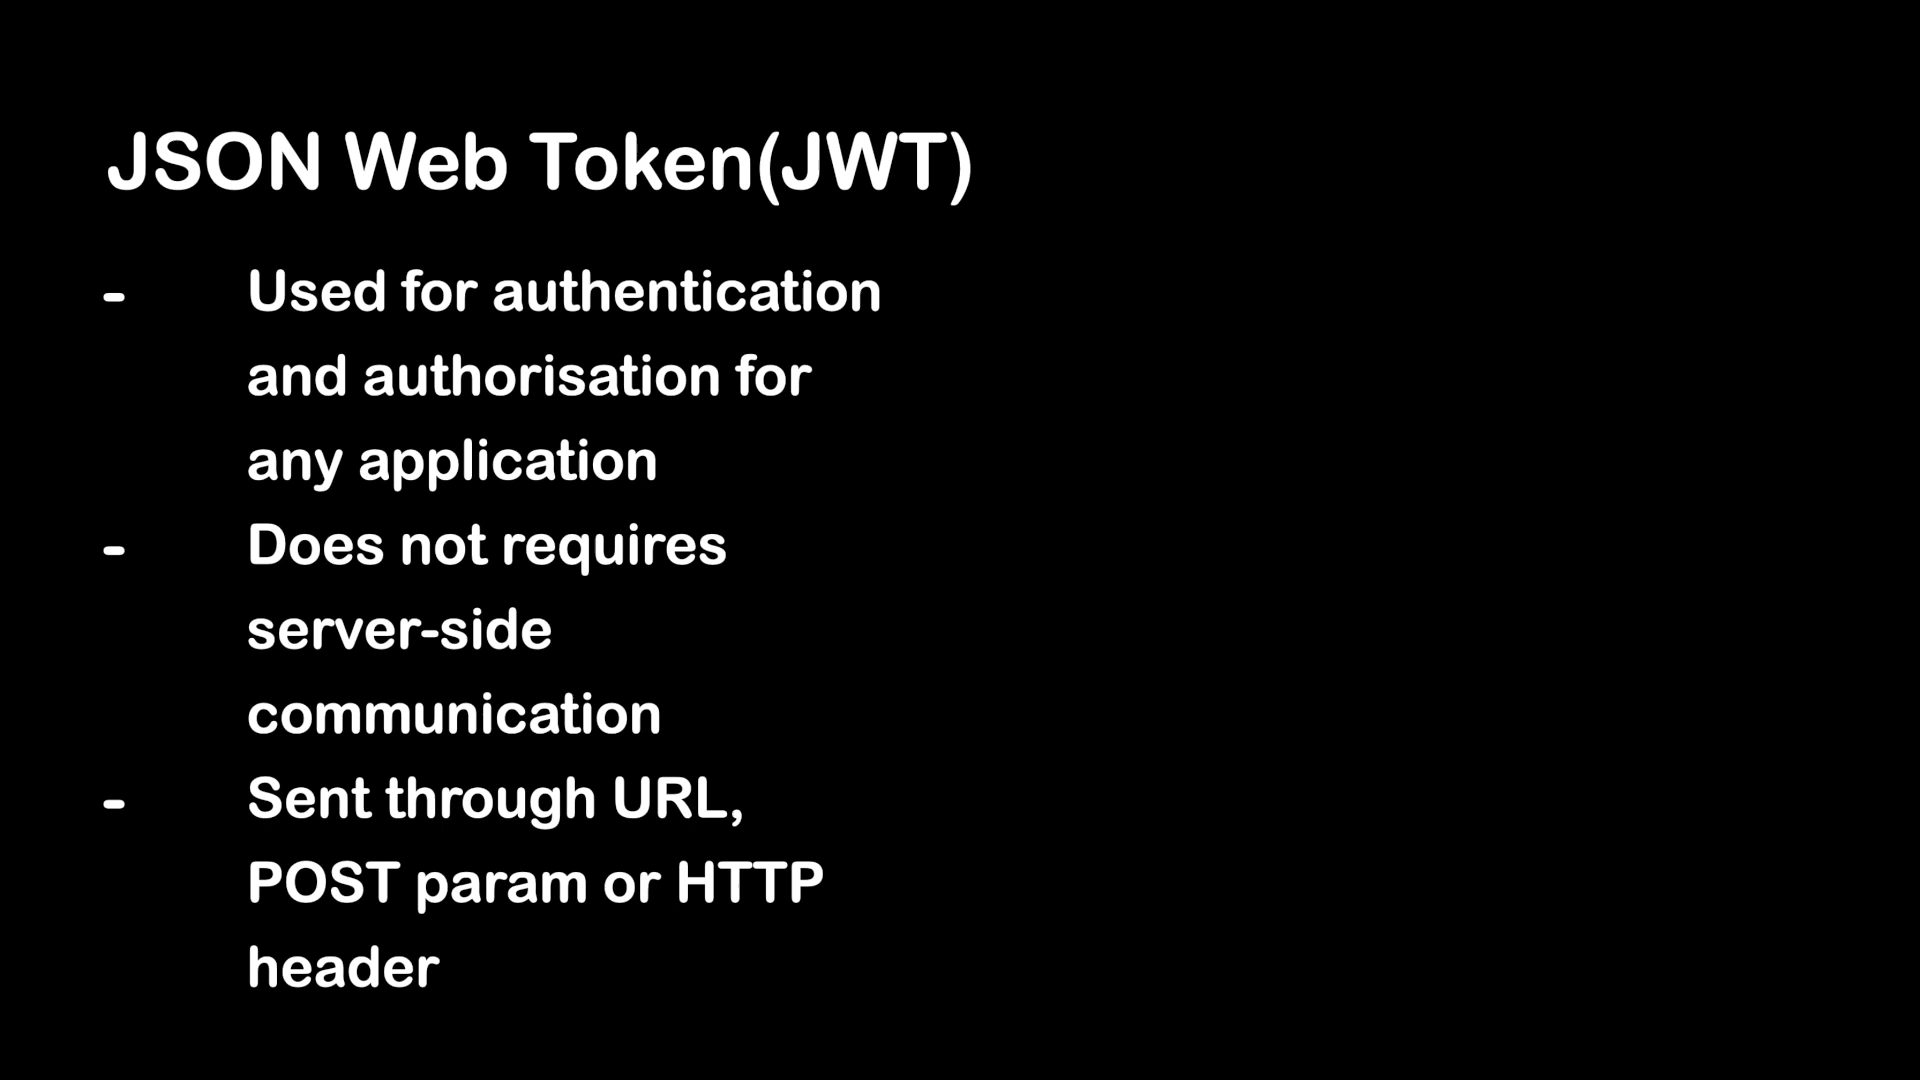 JSON Web Token(JWT)
- Used for authentication
and authorisation for
any application
- Does not requires
server-side
communication
- Sent through URL,
POST param or HTTP
header